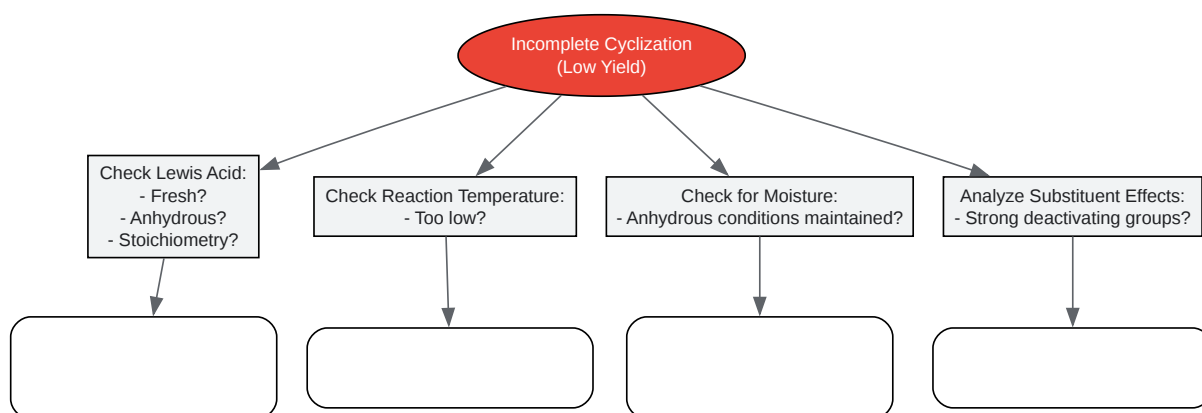 Incomplete Cyclization
(Low Yield)
Check Lewis Acid:
- Fresh?
- Anhydrous?
- Stoichiometry?
Check Reaction Temperature:
- Too low?
Check for Moisture:
- Anhydrous conditions maintained?
Analyze Substituent Effects:
- Strong deactivating groups?